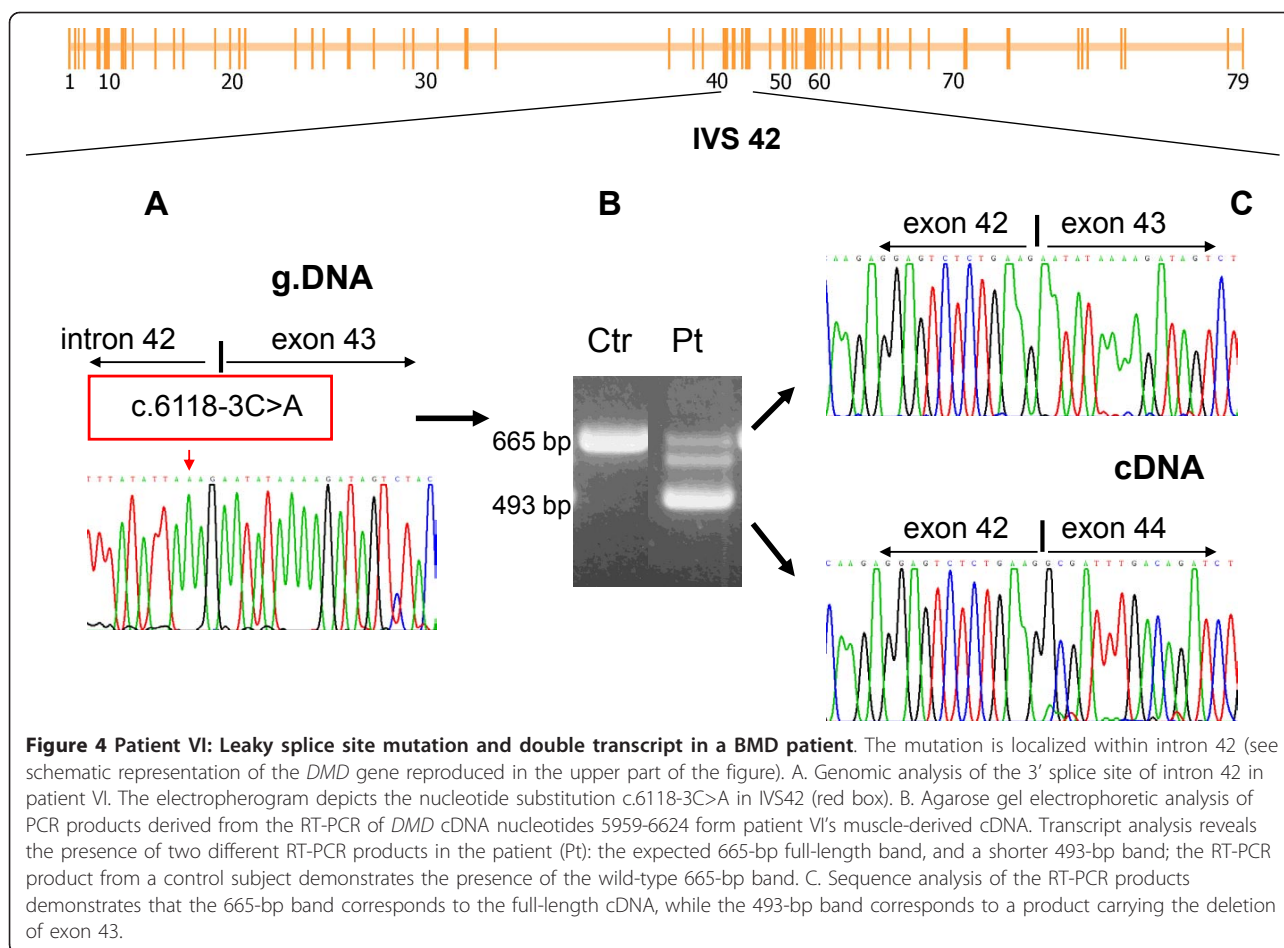 1 10 20 30 40 50 60 70 79
IVS 42
A
B
C
g.DNA
intron 42 exon 43
c.6118-3C>A
TTTATATTAAAGAATATAAAAGATAGTCTAC
Ctr Pt
665 bp
493 bp
exon 42 exon 43
CAAGAGGAGTCTCTGAAGAATATAAAAGATAGTCT
cDNA
exon 42 exon 44
CAAGAGGAGTCTCTGAAGGCGATTTGACAGATCT
Figure 4 Patient VI: Leaky splice site mutation and double transcript in a BMD patient. The mutation is localized within intron 42 (see
schematic representation of the DMD gene reproduced in the upper part of the figure). A. Genomic analysis of the 3' splice site of intron 42 in
patient VI. The electropherogram depicts the nucleotide substitution c.6118-3C>A in IVS42 (red box). B. Agarose gel electrophoretic analysis of
PCR products derived from the RT-PCR of DMD cDNA nucleotides 5959-6624 form patient VI's muscle-derived cDNA. Transcript analysis reveals
the presence of two different RT-PCR products in the patient (Pt): the expected 665-bp full-length band, and a shorter 493-bp band; the RT-PCR
product from a control subject demonstrates the presence of the wild-type 665-bp band. C. Sequence analysis of the RT-PCR products
demonstrates that the 665-bp band corresponds to the full-length cDNA, while the 493-bp band corresponds to a product carrying the deletion
of exon 43.